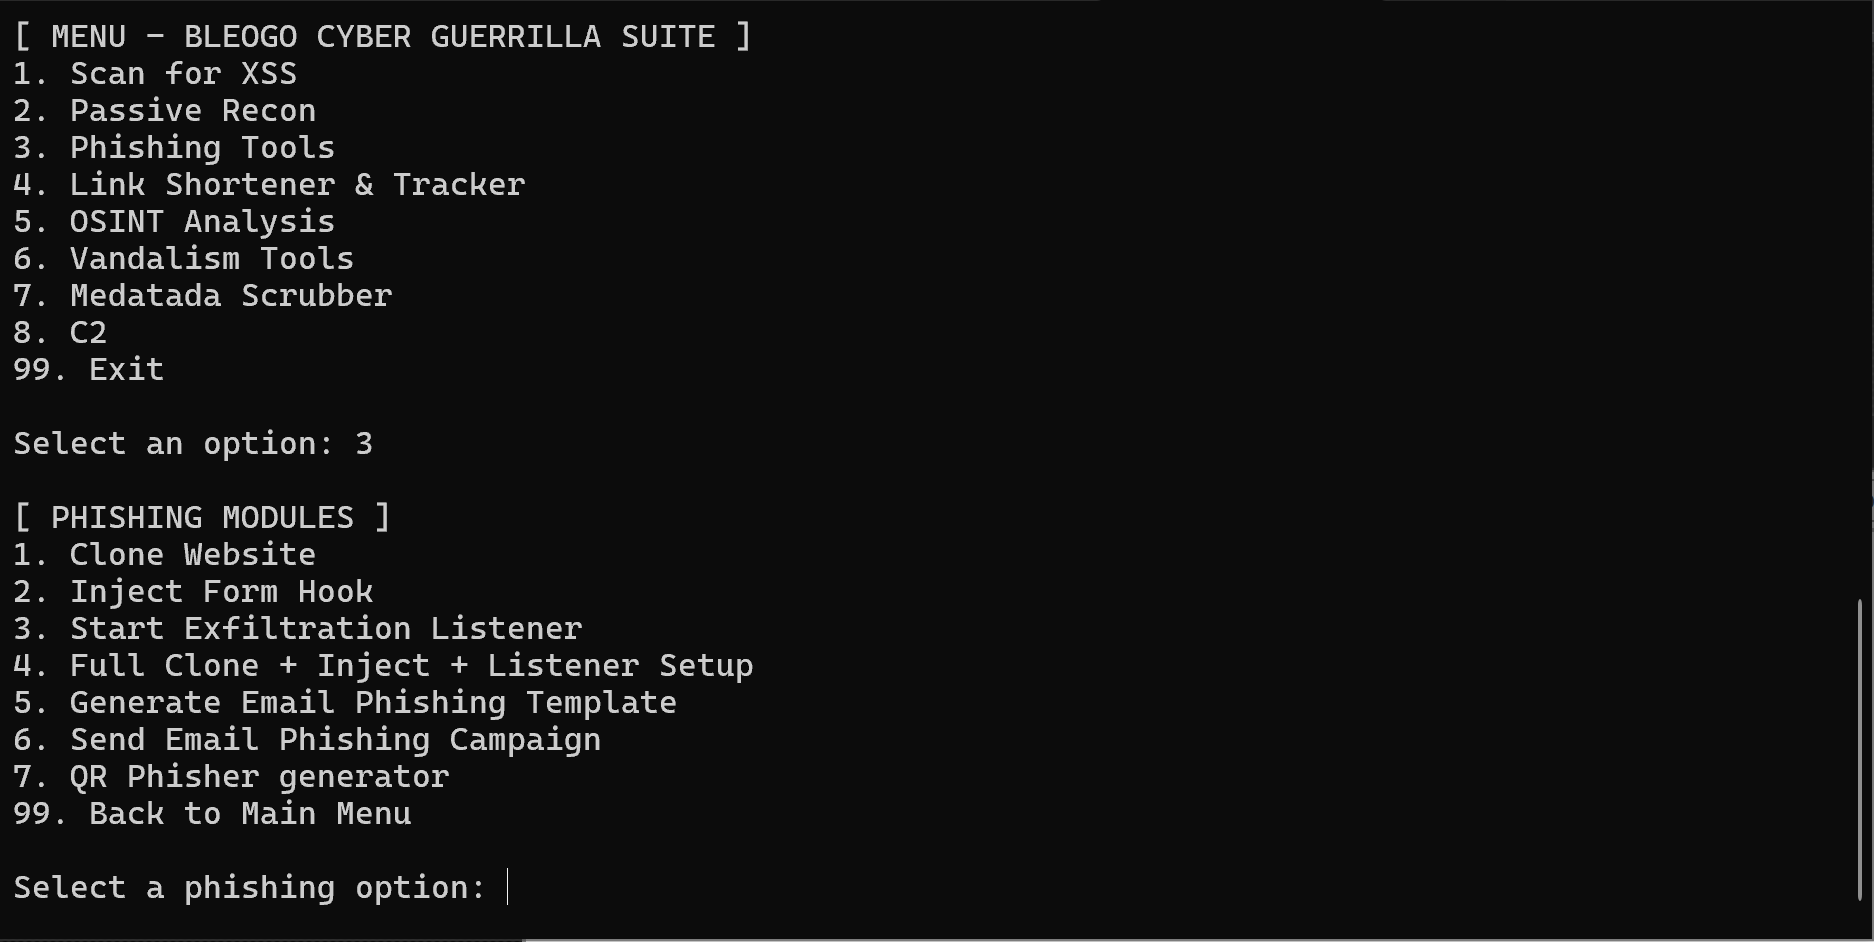 [ MENU - BLEOGO CYBER GUERRILLA SUITE ]
1. Scan for XSS
2. Passive Recon
3. Phishing Tools
4. Link Shortener & Tracker
5. OSINT Analysis
6. Vandalism Tools
7. Medatada Scrubber
8. C2
99. Exit
Select an option: 3
[ PHISHING MODULES ]
1. Clone Website
2. Inject Form Hook
3. Start Exfiltration Listener
4. Full Clone + Inject + Listener Setup
5. Generate Email Phishing Template
6. Send Email Phishing Campaign
7. QR Phisher generator
99. Back to Main Menu
Select a phishing option: